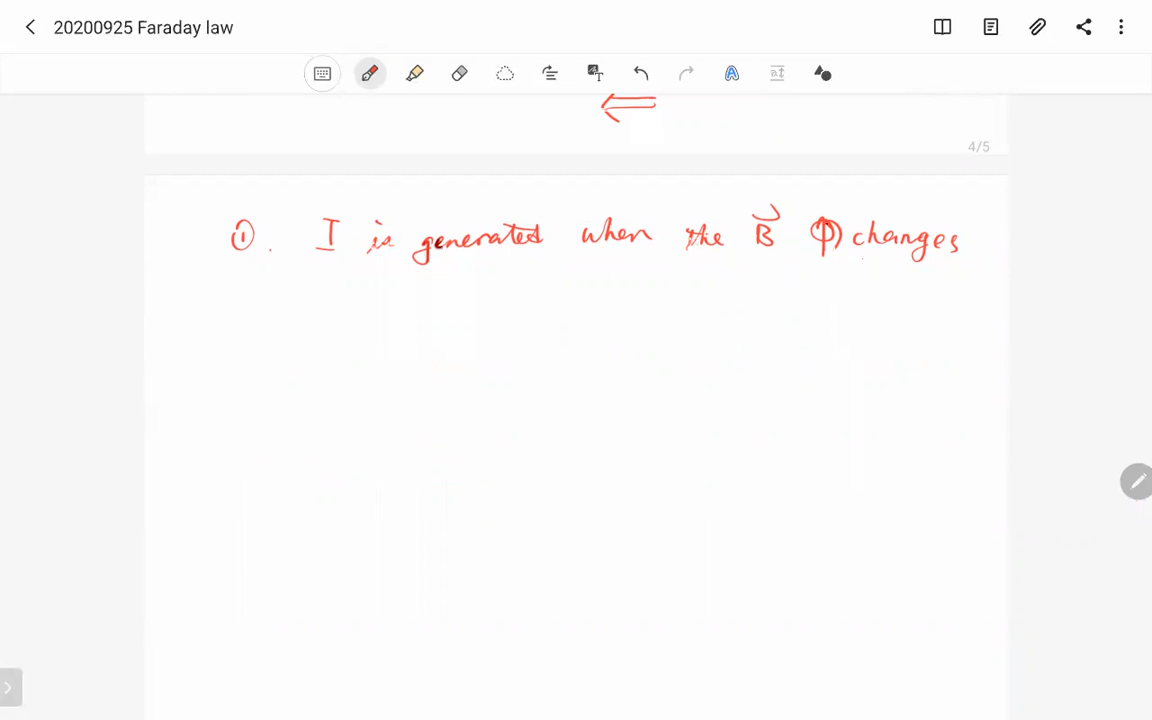 20200925 Faraday law
4/5
①. I is generated when the B⃗ (↑) changes